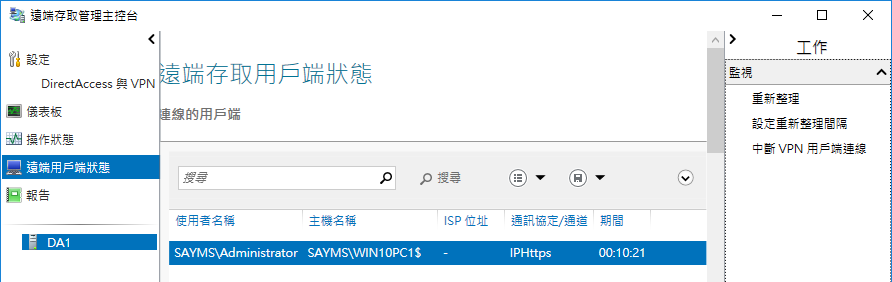 遠端存取管理主控台
設定
DirectAccess 與 VPN
儀表板
操作狀態
遠端用戶端狀態
報告
DA1
遠端存取用戶端狀態
連線的用戶端
搜尋
搜尋
使用者名稱 主機名稱 ISP 位址 通訊協定/通道 期間
SAYMS\Administrator SAYMS\WIN10PC1$ - IPHttps 00:10:21
工作
監視
重新整理
設定重新整理間隔
中斷 VPN 用戶端連線